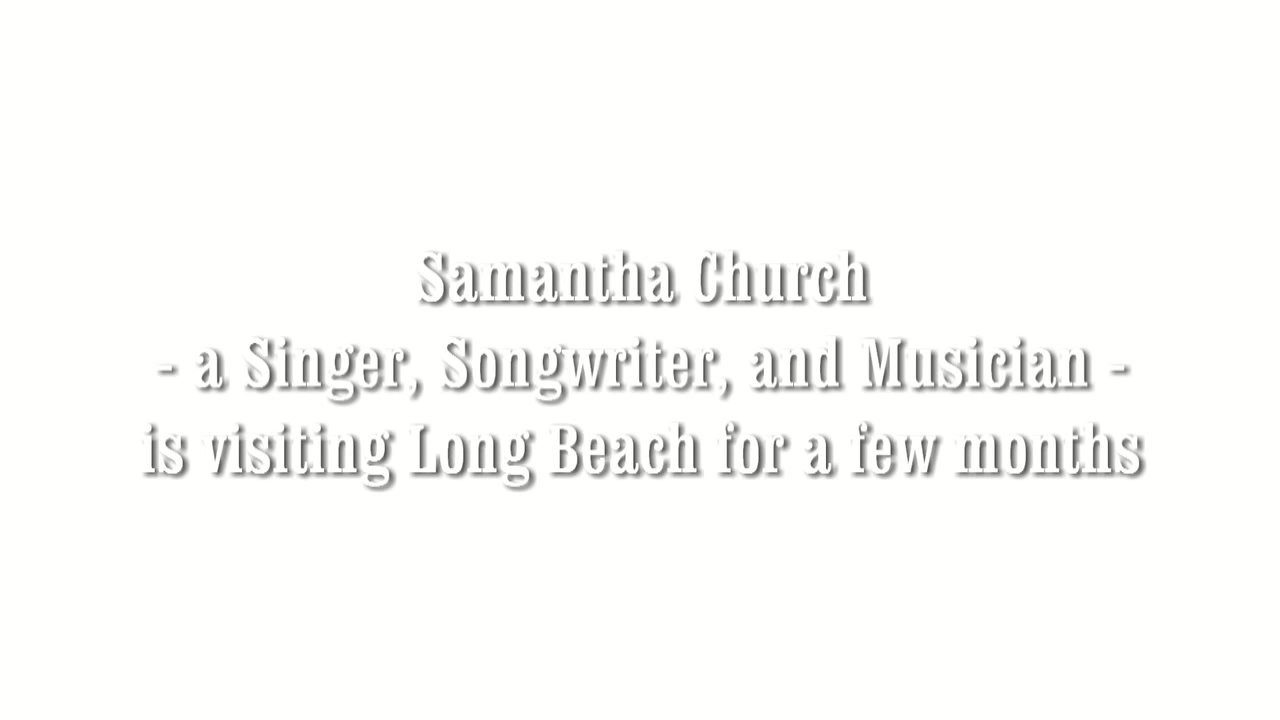 Samantha Church
- a Singer, Songwriter, and Musician -
is visiting Long Beach for a few months